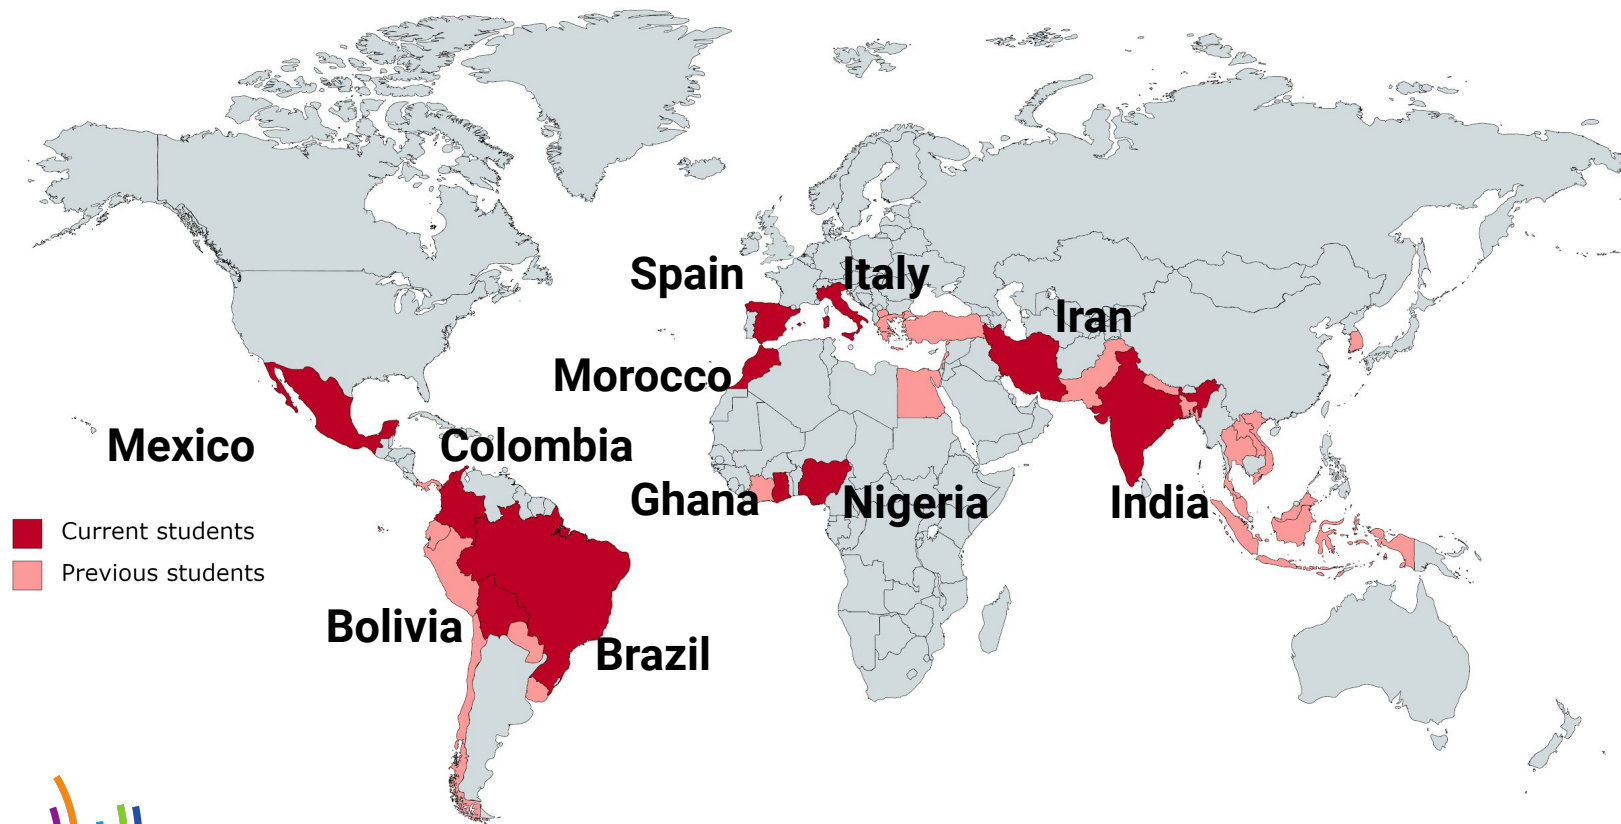 Spain
Italy
Iran
Morocco
Mexico
Colombia
Ghana
Nigeria
India
Current students
Previous students
Bolivia
Brazil